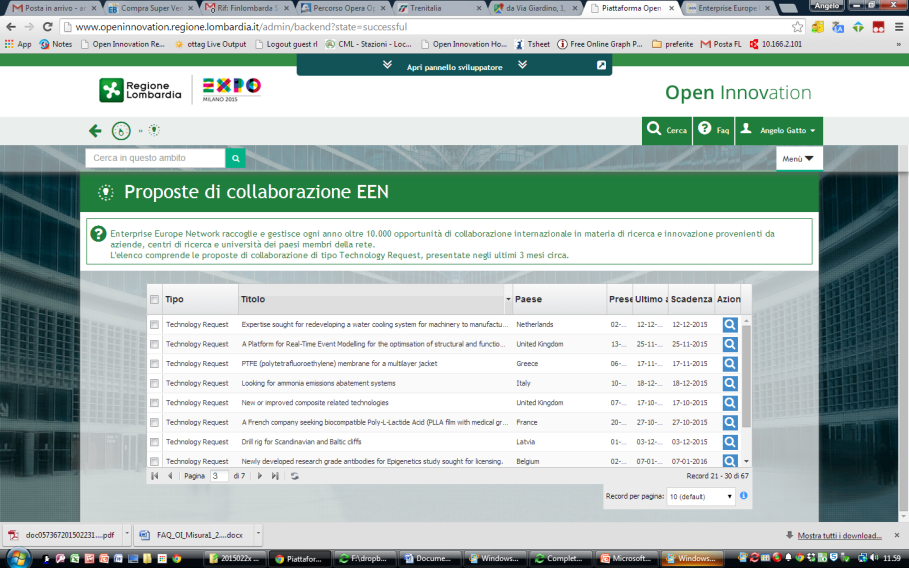 Posta in arrivo - an
Compra Super Ven
Rif: Finlombarda S
Percorso Opera Op
Trenitalia
da Via Giardino, 1
Piattaforma Open
Enterprise Europe
Angelo
www.openinnovation.regione.lombardia.it/admin/backend?state=successful
App
Notes
Open Innovation Re...
ottag Live Output
Logout guest rl
CML - Stazioni - Loc...
Open Innovation Ho...
Tsheet
Free Online Graph P...
preferite
Posta FL
10.166.2.101
»
Apri pannello sviluppatore
Regione
Lombardia
EXPO
MILANO 2015
Open Innovation
Cerca
Faq
Angelo Gatto
Cerca in questo ambito
Menù
Proposte di collaborazione EEN
Enterprise Europe Network raccoglie e gestisce ogni anno oltre 10.000 opportunità di collaborazione internazionale in materia di ricerca e innovazione provenienti da
aziende, centri di ricerca e università dei paesi membri della rete.
L'elenco comprende le proposte di collaborazione di tipo Technology Request, presentate negli ultimi 3 mesi circa.
Tipo Titolo Paese Prese Ultimo a Scadenza Azion
Technology Request Expertise sought for redeveloping a water cooling system for machinery to manufactu... Netherlands 02-... 12-12-... 12-12-2015
Technology Request A Platform for Real-Time Event Modelling for the optimsation of structural and functio... United Kingdom 13-... 25-11-... 25-11-2015
Technology Request PTFE (polytetrafluoroethylene) membrane for a multilayer jacket Greece 06-... 17-11-... 17-11-2015
Technology Request Looking for ammonia emissions abatement systems Italy 10-... 18-12-... 18-12-2015
Technology Request New or improved composite related technologies United Kingdom 07-... 17-10-... 17-10-2015
Technology Request A French company seeking biocompatible Poly-L-Lactide Acid (PLLA film with medical gr... France 20-... 27-10-... 27-10-2015
Technology Request Drill rig for Scandinavian and Baltic cliffs Latvia 01-... 03-12-... 03-12-2015
Technology Request Newly developed research grade antibodies for Epigenetics study sought for licensing. Belgium 02-... 07-01-... 07-01-2016
Pagina 3 di 7
Record 21 - 30 di 67
Record per pagina: 10 (default)
doc057367201502231....pdf
FAQ_OI_Misura1_2....docx
Mostra tutti i download...
2015022x ...
Piattafor...
F:\dropb...
Docume...
Windows...
Complet...
Microsoft...
Windows...
11.59